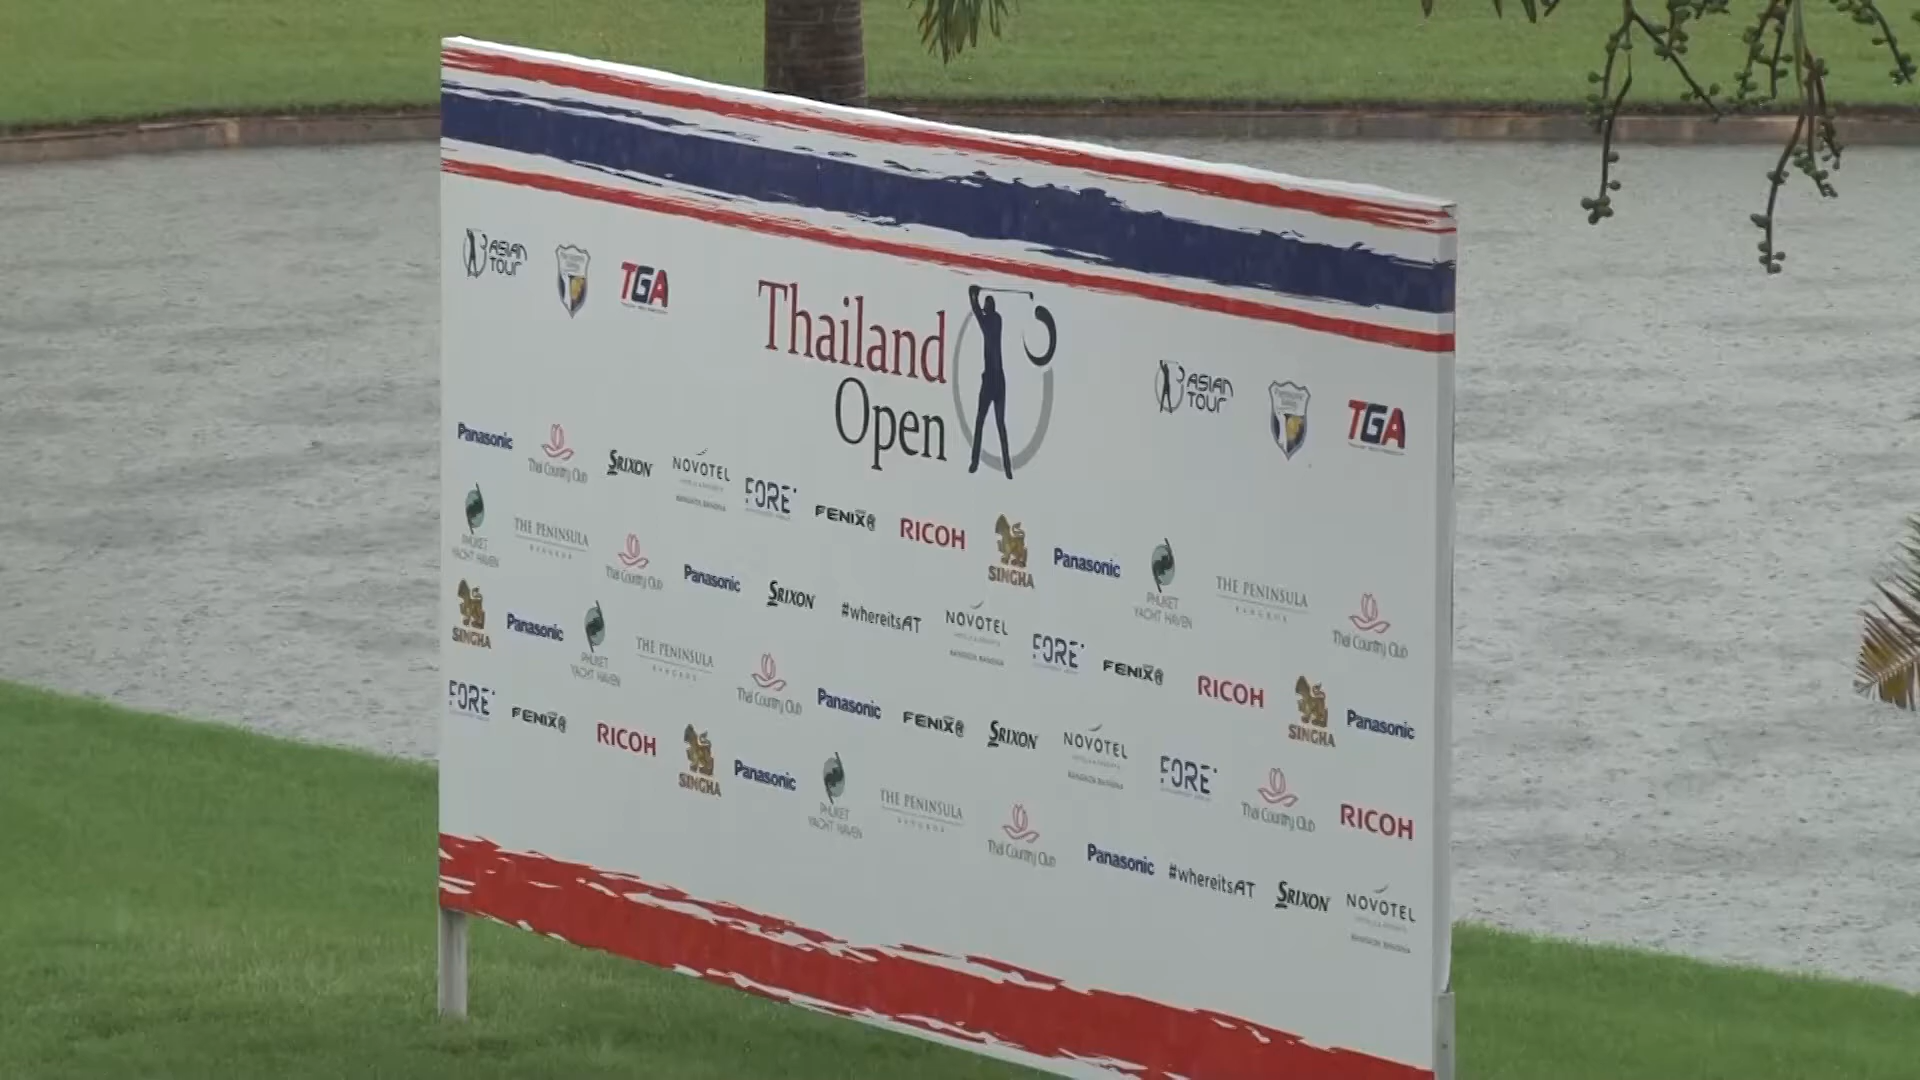 ASIAN TOUR
TGA
Thailand
Open
ASIAN TOUR
TGA
Panasonic Thai Country Club SRIXON NOVOTEL FORE FENIX RICOH SINGHA Panasonic PHUKET YACHT HAVEN THE PENINSULA BANGKOK Thai Country Club
PHUKET YACHT HAVEN THE PENINSULA BANGKOK Thai Country Club Panasonic SRIXON #whereitsAT NOVOTEL FORE FENIX RICOH SINGHA Panasonic
SINGHA Panasonic PHUKET YACHT HAVEN THE PENINSULA BANGKOK Thai Country Club Panasonic FENIX SRIXON NOVOTEL FORE Thai Country Club RICOH
FORE FENIX RICOH SINGHA Panasonic PHUKET YACHT HAVEN THE PENINSULA BANGKOK Thai Country Club Panasonic #whereitsAT SRIXON NOVOTEL